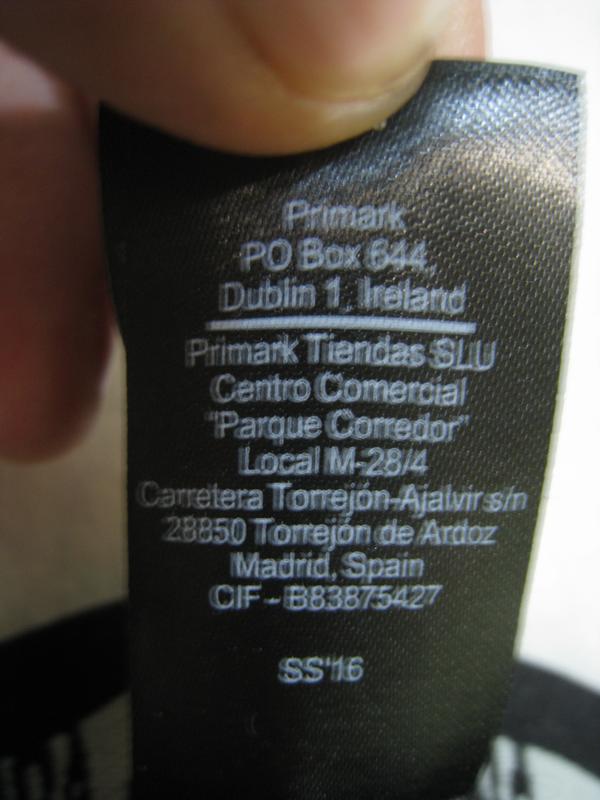 Primark
PO Box 644,
Dublin 1, Ireland
Primark Tiendas SLU
Centro Comercial
"Parque Corredor"
Local M-28/4
Carretera Torrejón-Ajalvir s/n
28850 Torrejón de Ardoz
Madrid, Spain
CIF - B83875427
SS'16